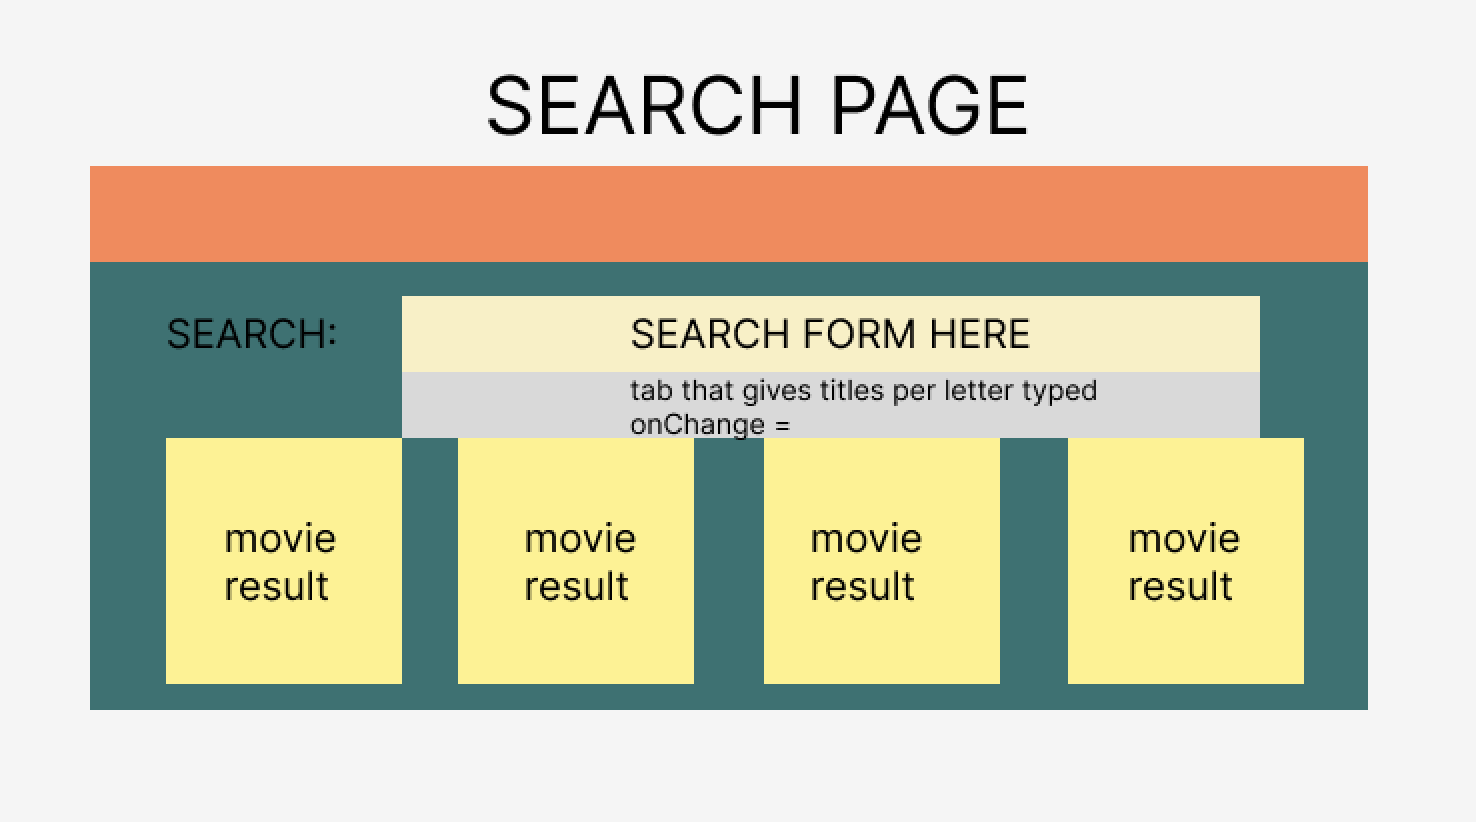 SEARCH PAGE
SEARCH:
SEARCH FORM HERE
tab that gives titles per letter typed
onChange =
movie
result
movie
result
movie
result
movie
result